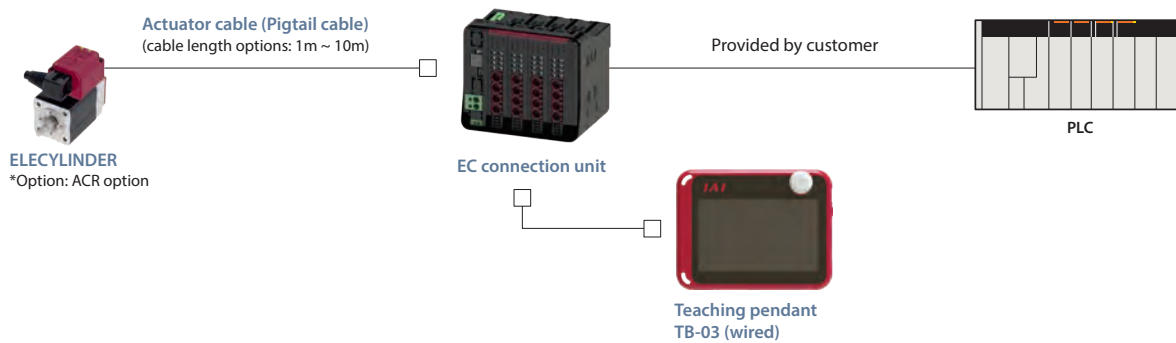 Actuator cable (Pigtail cable)
(cable length options: 1m ~ 10m)
Provided by customer
PLC
ELECYLINDER
*Option: ACR option
EC connection unit
IAI
Teaching pendant
TB-03 (wired)